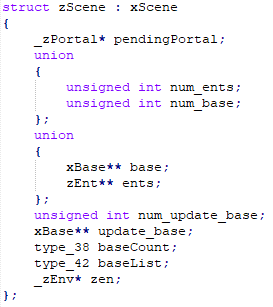 struct zScene : xScene
{
    _zPortal* pendingPortal;
    union
    {
        unsigned int num_ents;
        unsigned int num_base;
    };
    union
    {
        xBase** base;
        zEnt** ents;
    };
    unsigned int num_update_base;
    xBase** update_base;
    type_38 baseCount;
    type_42 baseList;
    _zEnv* zen;
};